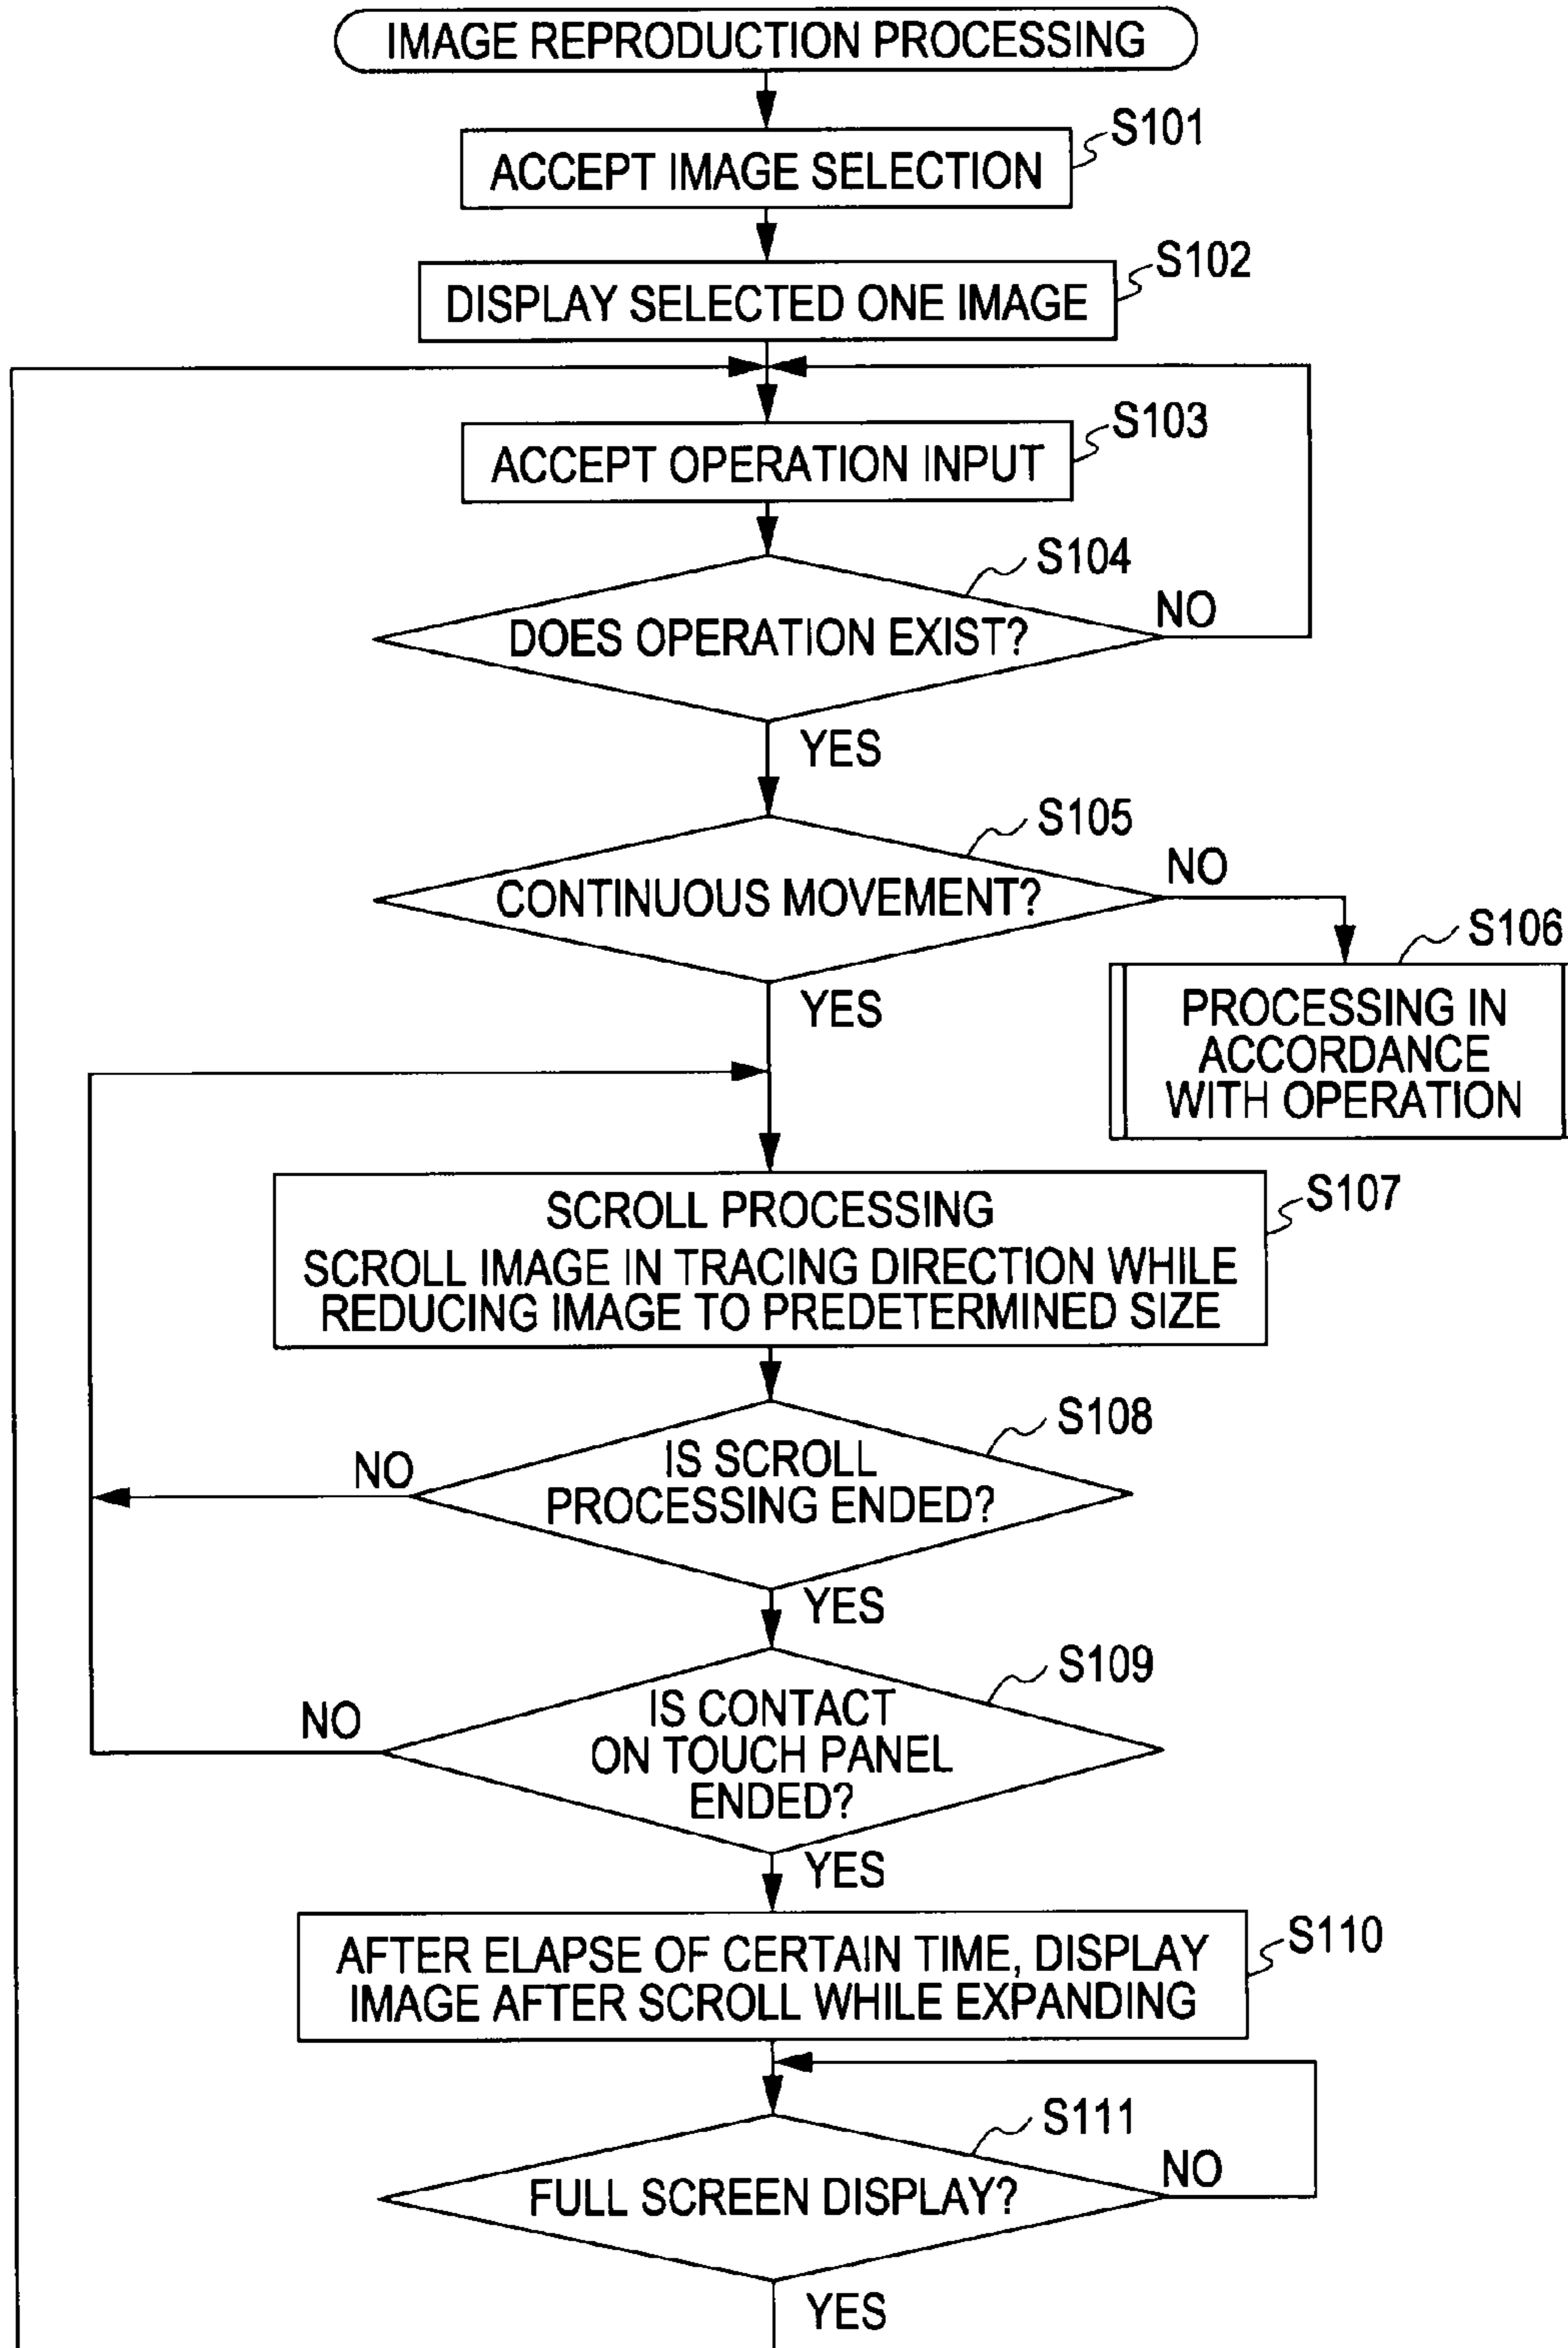 IMAGE REPRODUCTION PROCESSING
S101
ACCEPT IMAGE SELECTION
S102
DISPLAY SELECTED ONE IMAGE
S103
ACCEPT OPERATION INPUT
S104
DOES OPERATION EXIST?
NO
YES
S105
CONTINUOUS MOVEMENT?
NO
YES
S106
PROCESSING IN
ACCORDANCE
WITH OPERATION
S107
SCROLL PROCESSING
SCROLL IMAGE IN TRACING DIRECTION WHILE
REDUCING IMAGE TO PREDETERMINED SIZE
S108
IS SCROLL
PROCESSING ENDED?
NO
YES
S109
IS CONTACT
ON TOUCH PANEL
ENDED?
NO
YES
S110
AFTER ELAPSE OF CERTAIN TIME, DISPLAY
IMAGE AFTER SCROLL WHILE EXPANDING
S111
FULL SCREEN DISPLAY?
NO
YES